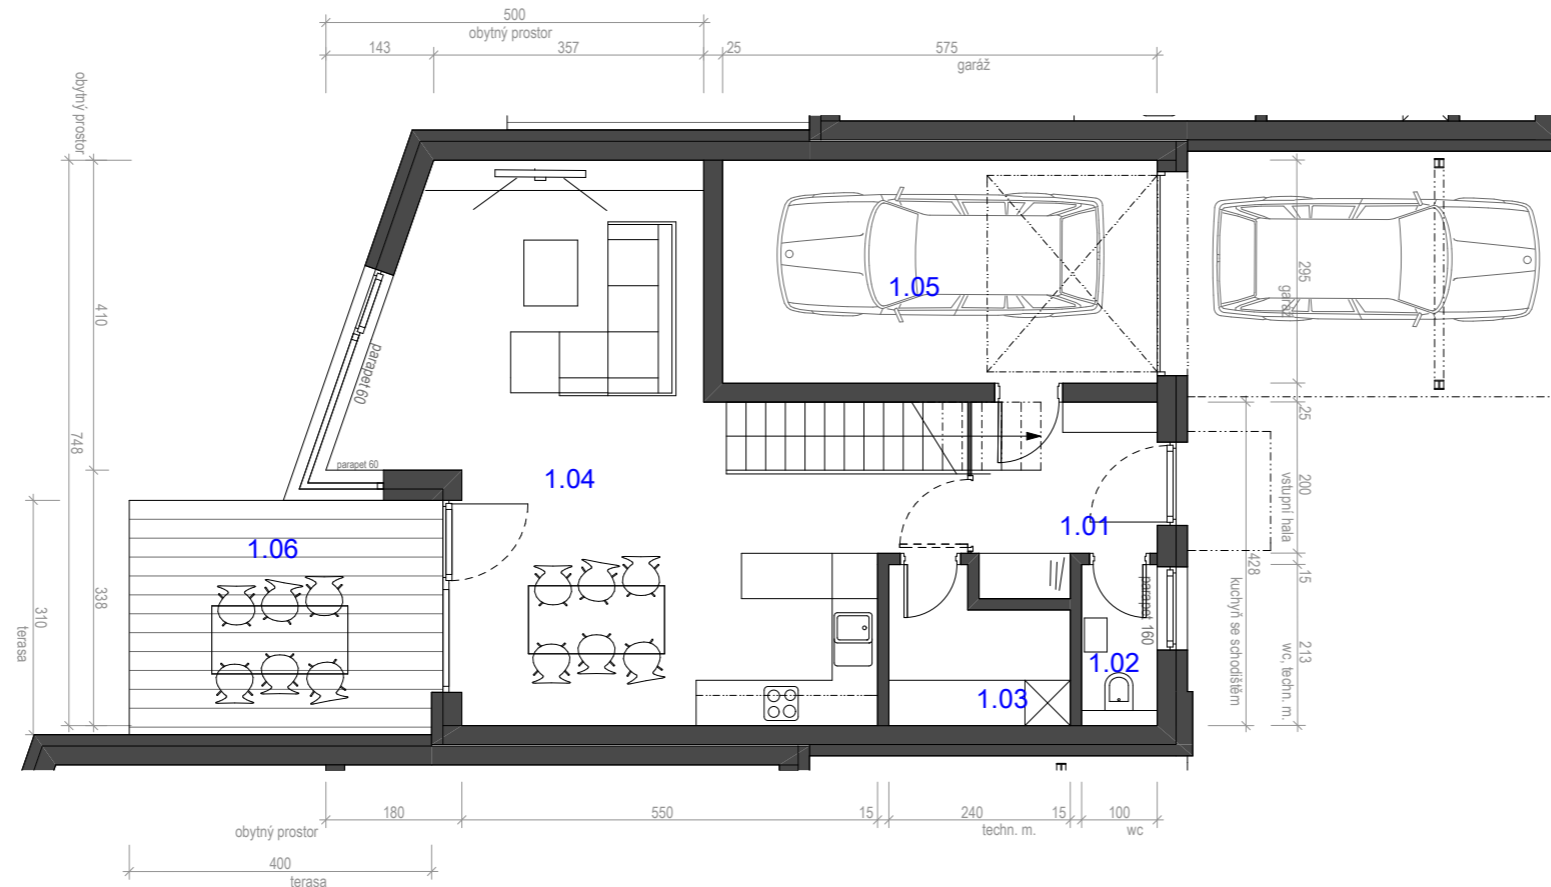 500
obytný prostor
143
357
25
575
garáž
obytný prostor
410
748
338
310
terasa
parapet 60
parapet 60
1.05
295
garáž
25
200
vstupní hala
428
kuchyň se schodištěm
15
213
wc, techn. m.
1.04
1.01
1.06
parapet 160
1.02
1.03
180
550
15
240
15
100
obytný prostor
techn. m.
wc
400
terasa